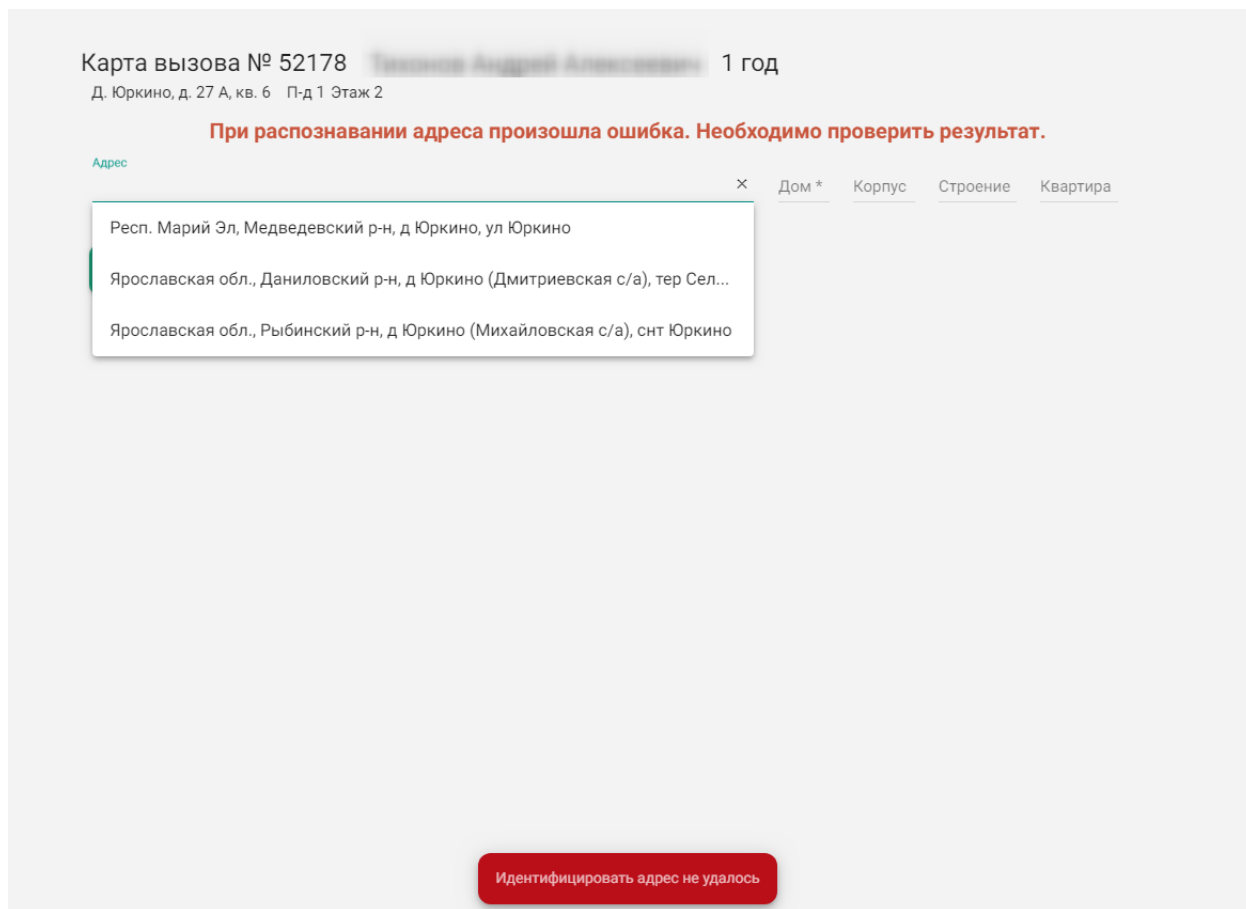 Карта вызова № 52178 1 год
Д. Юркино, д. 27 А, кв. 6 П-д 1 Этаж 2
При распознавании адреса произошла ошибка. Необходимо проверить результат.
Адрес
× Дом * Корпус Строение Квартира
Респ. Марий Эл, Медведевский р-н, д Юркино, ул Юркино
Ярославская обл., Даниловский р-н, д Юркино (Дмитриевская с/а), тер Сел...
Ярославская обл., Рыбинский р-н, д Юркино (Михайловская с/а), снт Юркино
Идентифицировать адрес не удалось